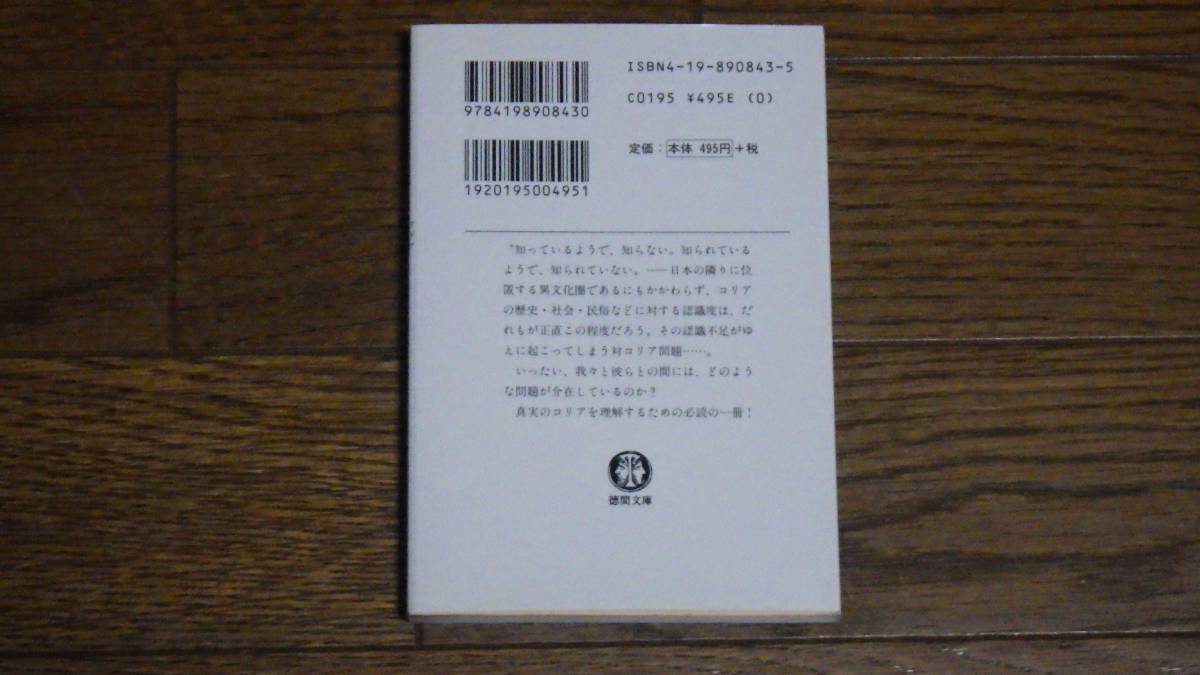 ISBN4-19-890843-5
C0195 ¥495E (0)
9784198908430
定価：本体 495円＋税
1920195004951
〝知っているようで、知らない。知られている
ようで、知られていない。――日本の隣りに位
置する異文化圏であるにもかかわらず、コリア
の歴史・社会・民俗などに対する認識度は、だ
れもが正直この程度だろう。その認識不足がゆ
えに起こってしまう対コリア問題……。
いったい、我々と彼らとの間には、どのよう
な問題が介在しているのか？
真実のコリアを理解するための必読の一冊！
徳間文庫